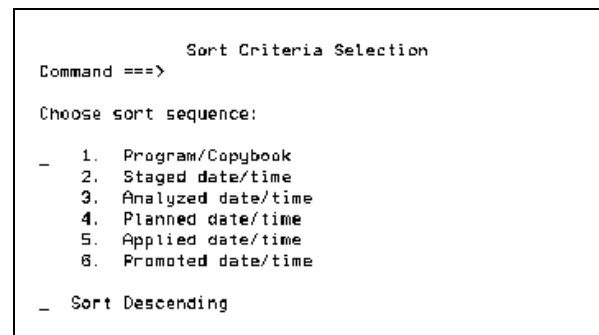 Sort Criteria Selection
Command ===>
Choose sort sequence:
_ 1. Program/Copybook
2. Staged date/time
3. Analyzed date/time
4. Planned date/time
5. Applied date/time
6. Promoted date/time
_ Sort Descending